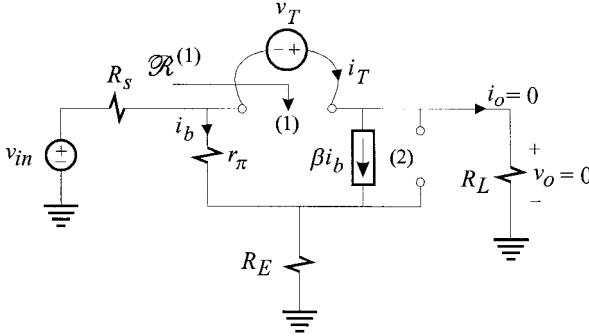 v_T
− +
ℛ^(1)
i_T
R_s
i_o = 0
(1)
i_b
v_in
+
−
r_π
βi_b
(2)
R_L
+
v_o = 0
−
R_E